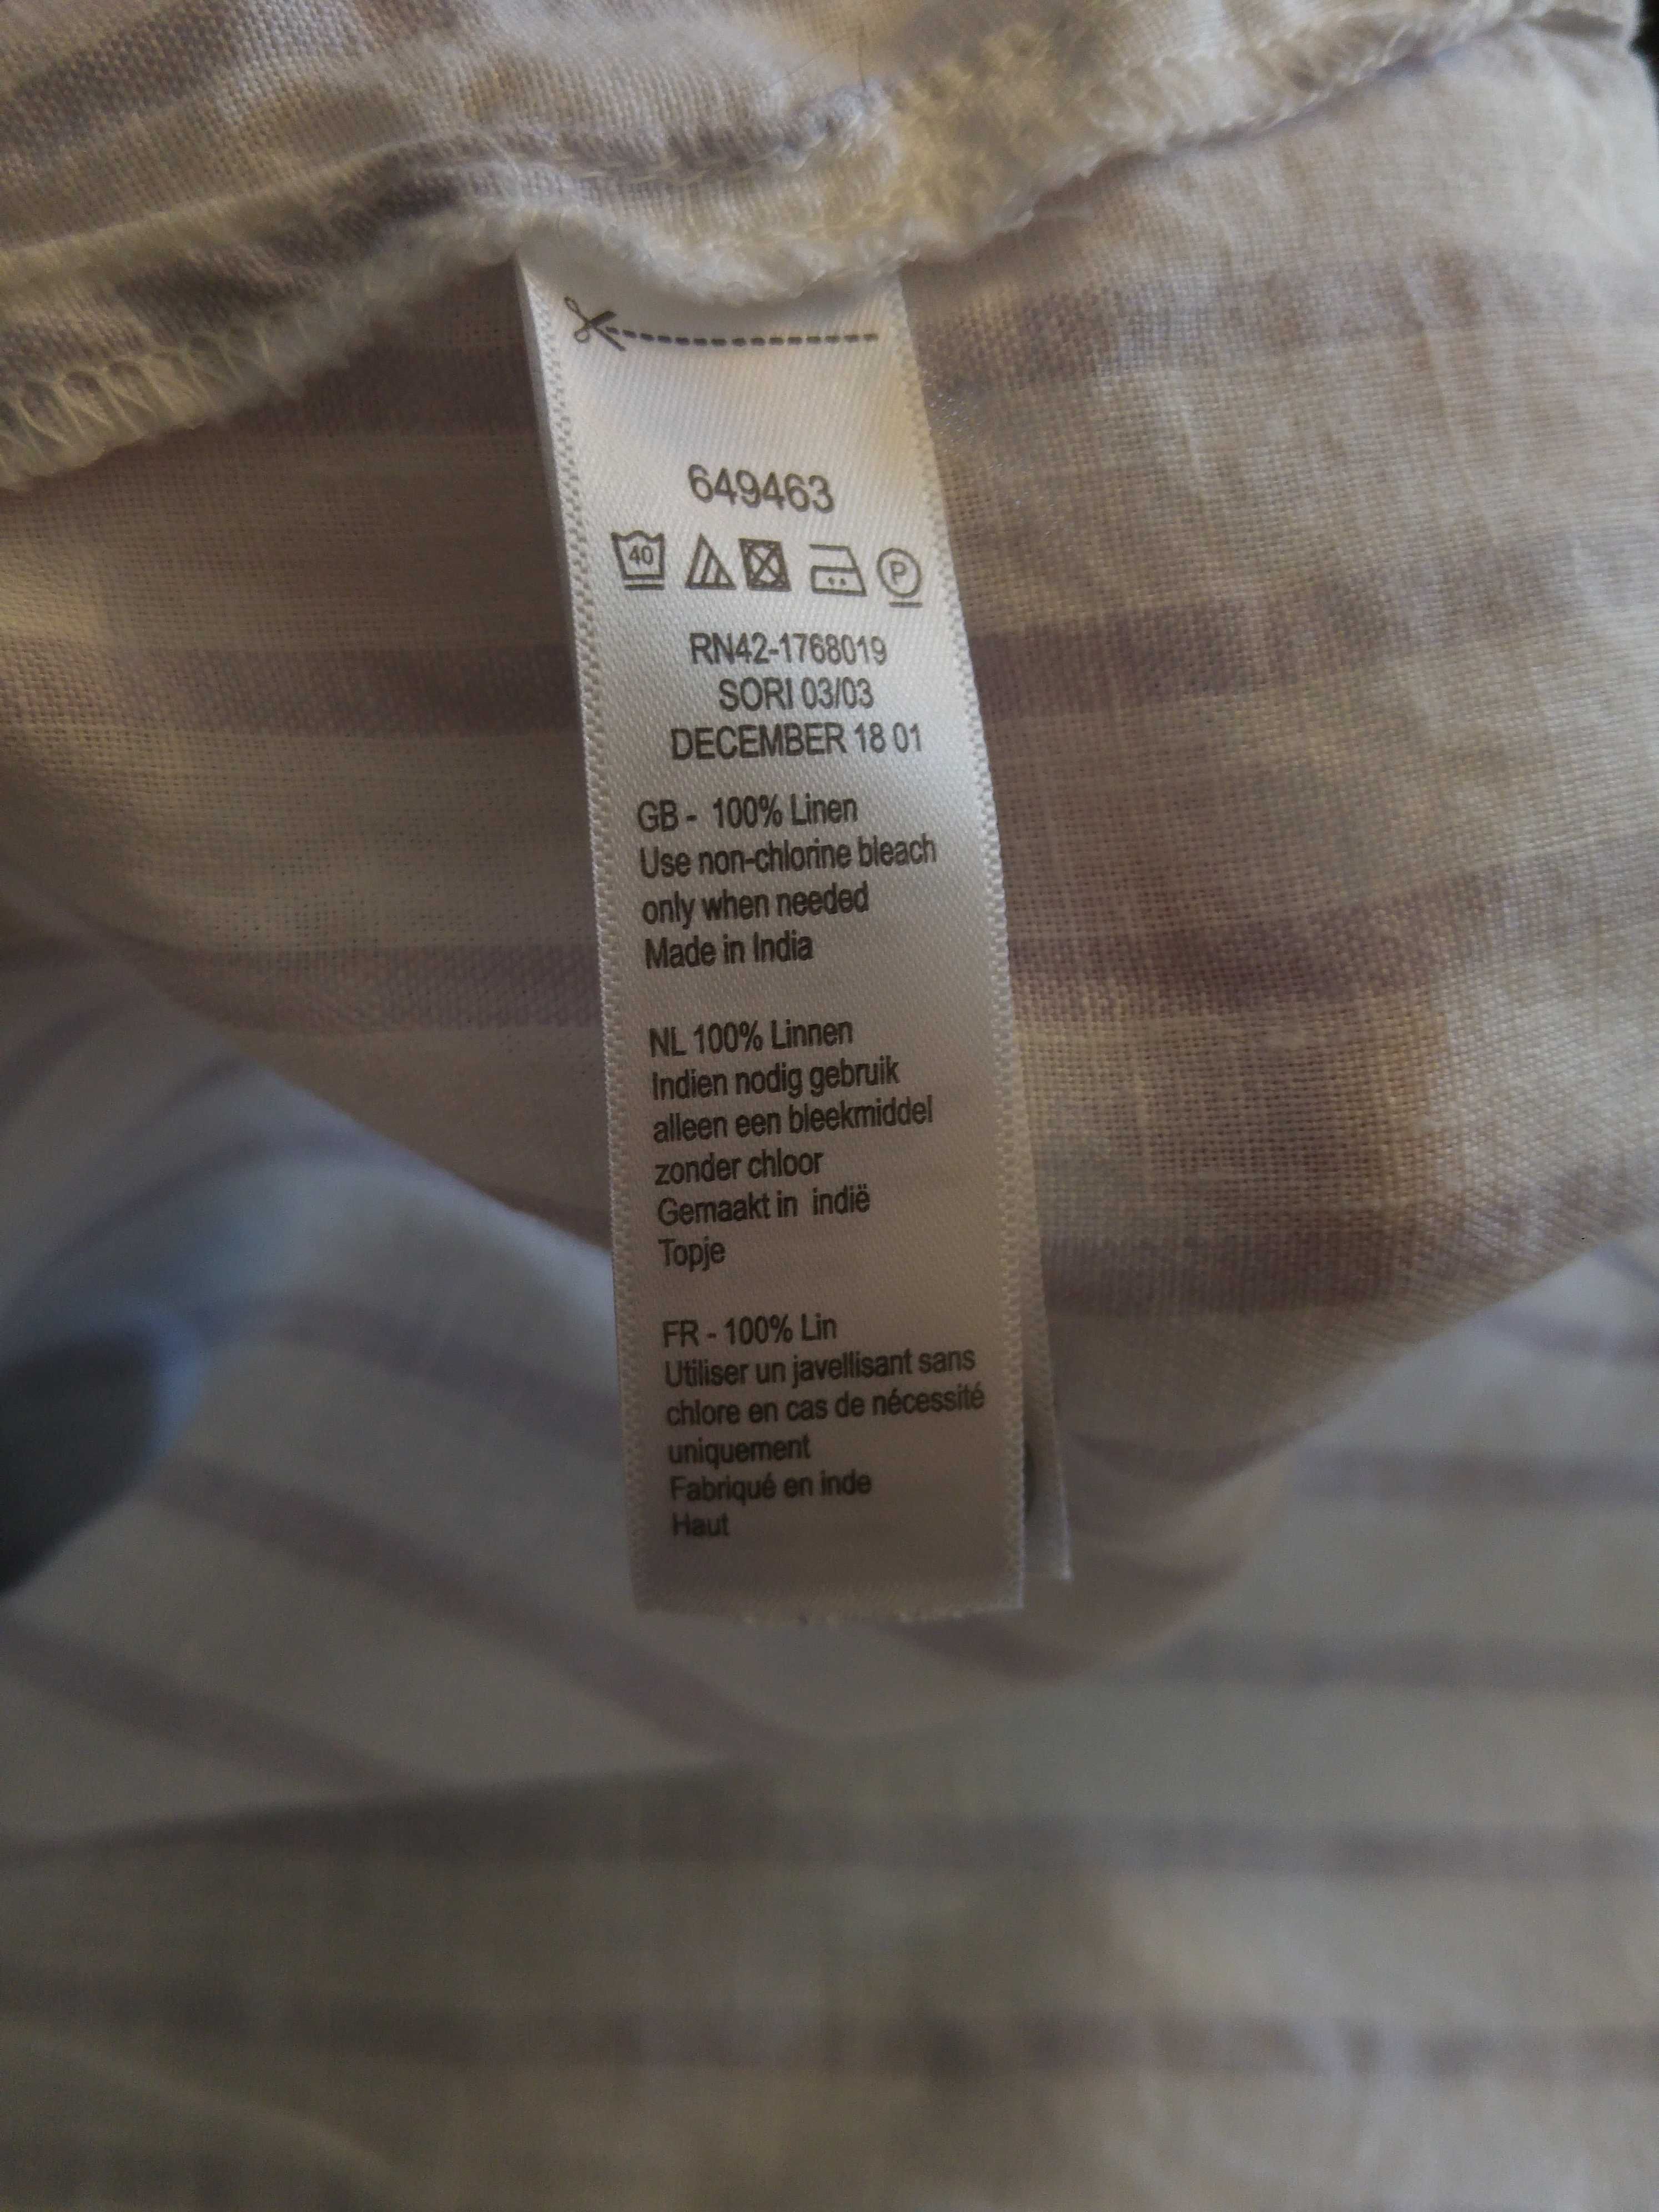 649463
40 P
RN42-1768019
SORI 03/03
DECEMBER 18 01
GB - 100% Linen
Use non-chlorine bleach
only when needed
Made in India
NL 100% Linnen
Indien nodig gebruik
alleen een bleekmiddel
zonder chloor
Gemaakt in indië
Topje
FR - 100% Lin
Utiliser un javellisant sans
chlore en cas de nécessité
uniquement
Fabriqué en inde
Haut